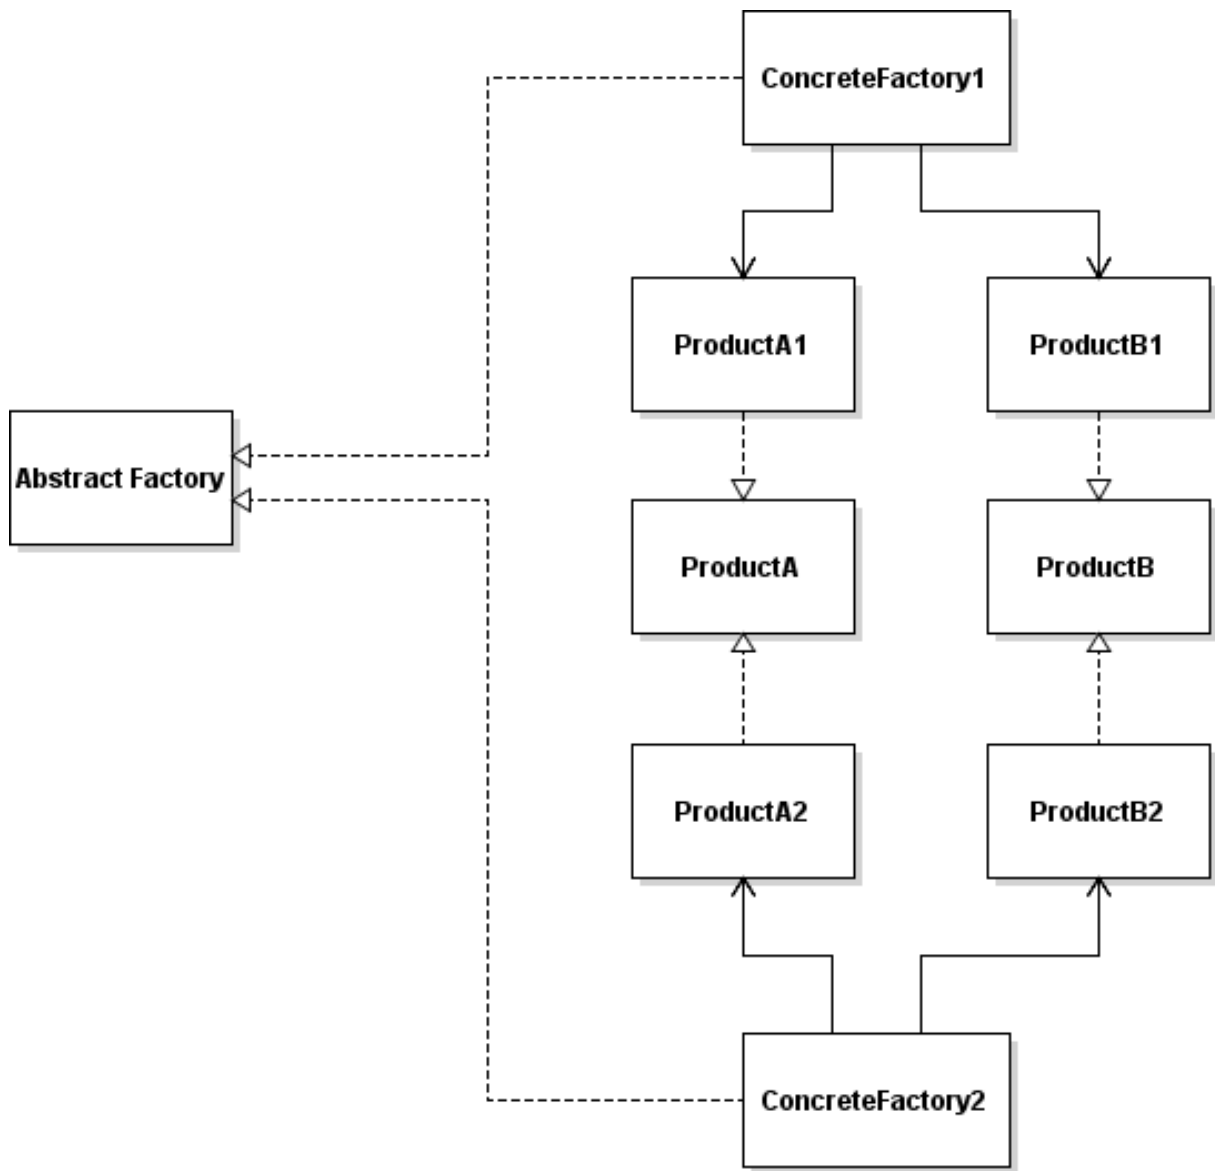 ConcreteFactory1
ProductA1
ProductB1
Abstract Factory
ProductA
ProductB
ProductA2
ProductB2
ConcreteFactory2